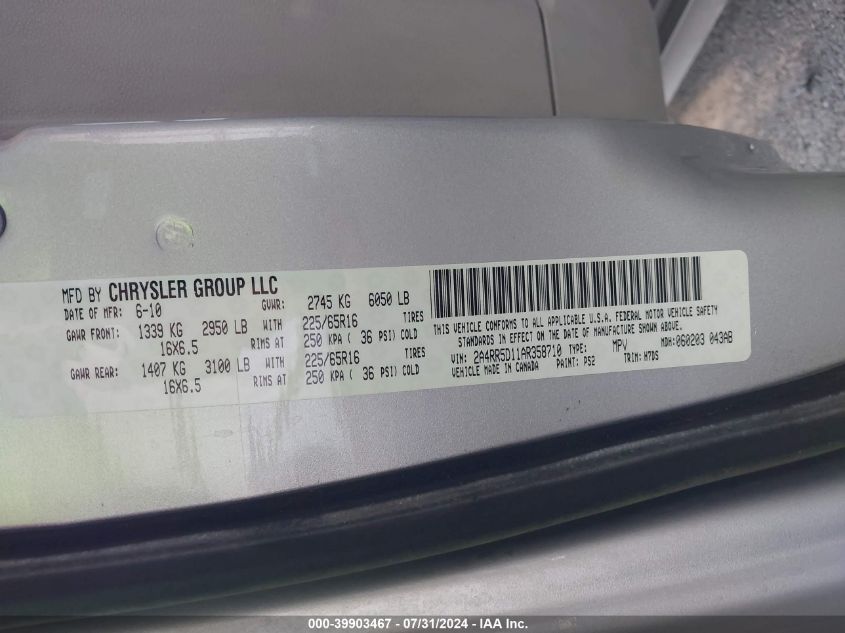 MFD BY CHRYSLER GROUP LLC
DATE OF MFR: 6-10 GVWR: 2745 KG 6050 LB
GAWR FRONT: 1339 KG 2950 LB WITH 225/65R16 TIRES
16X6.5 RIMS AT 250 KPA ( 36 PSI) COLD
GAWR REAR: 1407 KG 3100 LB WITH 225/65R16 TIRES
16X6.5 RIMS AT 250 KPA ( 36 PSI) COLD
THIS VEHICLE CONFORMS TO ALL APPLICABLE U.S.A. FEDERAL MOTOR VEHICLE SAFETY
STANDARDS IN EFFECT ON THE DATE OF MANUFACTURE SHOWN ABOVE.
VIN: 2A4RR5D11AR358710 TYPE: MPV MDH: 060203 043AB
VEHICLE MADE IN CANADA PAINT: PS2 TRIM: H7DS
000-39903467 - 07/31/2024 - IAA Inc.